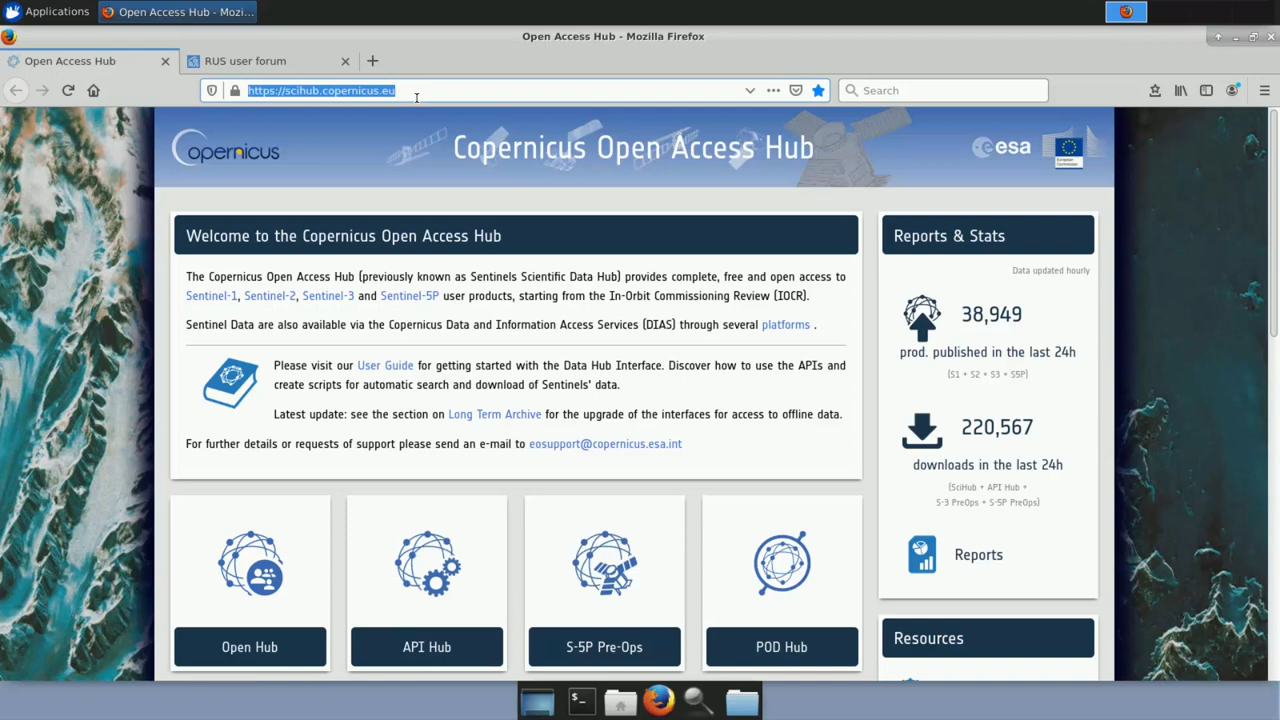 Applications
Open Access Hub - Mozi...
Open Access Hub - Mozilla Firefox
Open Access Hub
RUS user forum
https://scihub.copernicus.eu
Search
opernicus
Copernicus Open Access Hub
esa
European
Commission
Welcome to the Copernicus Open Access Hub
The Copernicus Open Access Hub (previously known as Sentinels Scientific Data Hub) provides complete, free and open access to
Sentinel-1, Sentinel-2, Sentinel-3 and Sentinel-5P user products, starting from the In-Orbit Commissioning Review (IOCR).
Sentinel Data are also available via the Copernicus Data and Information Access Services (DIAS) through several platforms .
Please visit our User Guide for getting started with the Data Hub Interface. Discover how to use the APIs and
create scripts for automatic search and download of Sentinels' data.
Latest update: see the section on Long Term Archive for the upgrade of the interfaces for access to offline data.
For further details or requests of support please send an e-mail to eosupport@copernicus.esa.int
Open Hub
API Hub
S-5P Pre-Ops
POD Hub
Reports & Stats
Data updated hourly
38,949
prod. published in the last 24h
(S1 + S2 + S3 + S5P)
220,567
downloads in the last 24h
(SciHub + API Hub +
S-3 PreOps + S-5P PreOps)
Reports
Resources